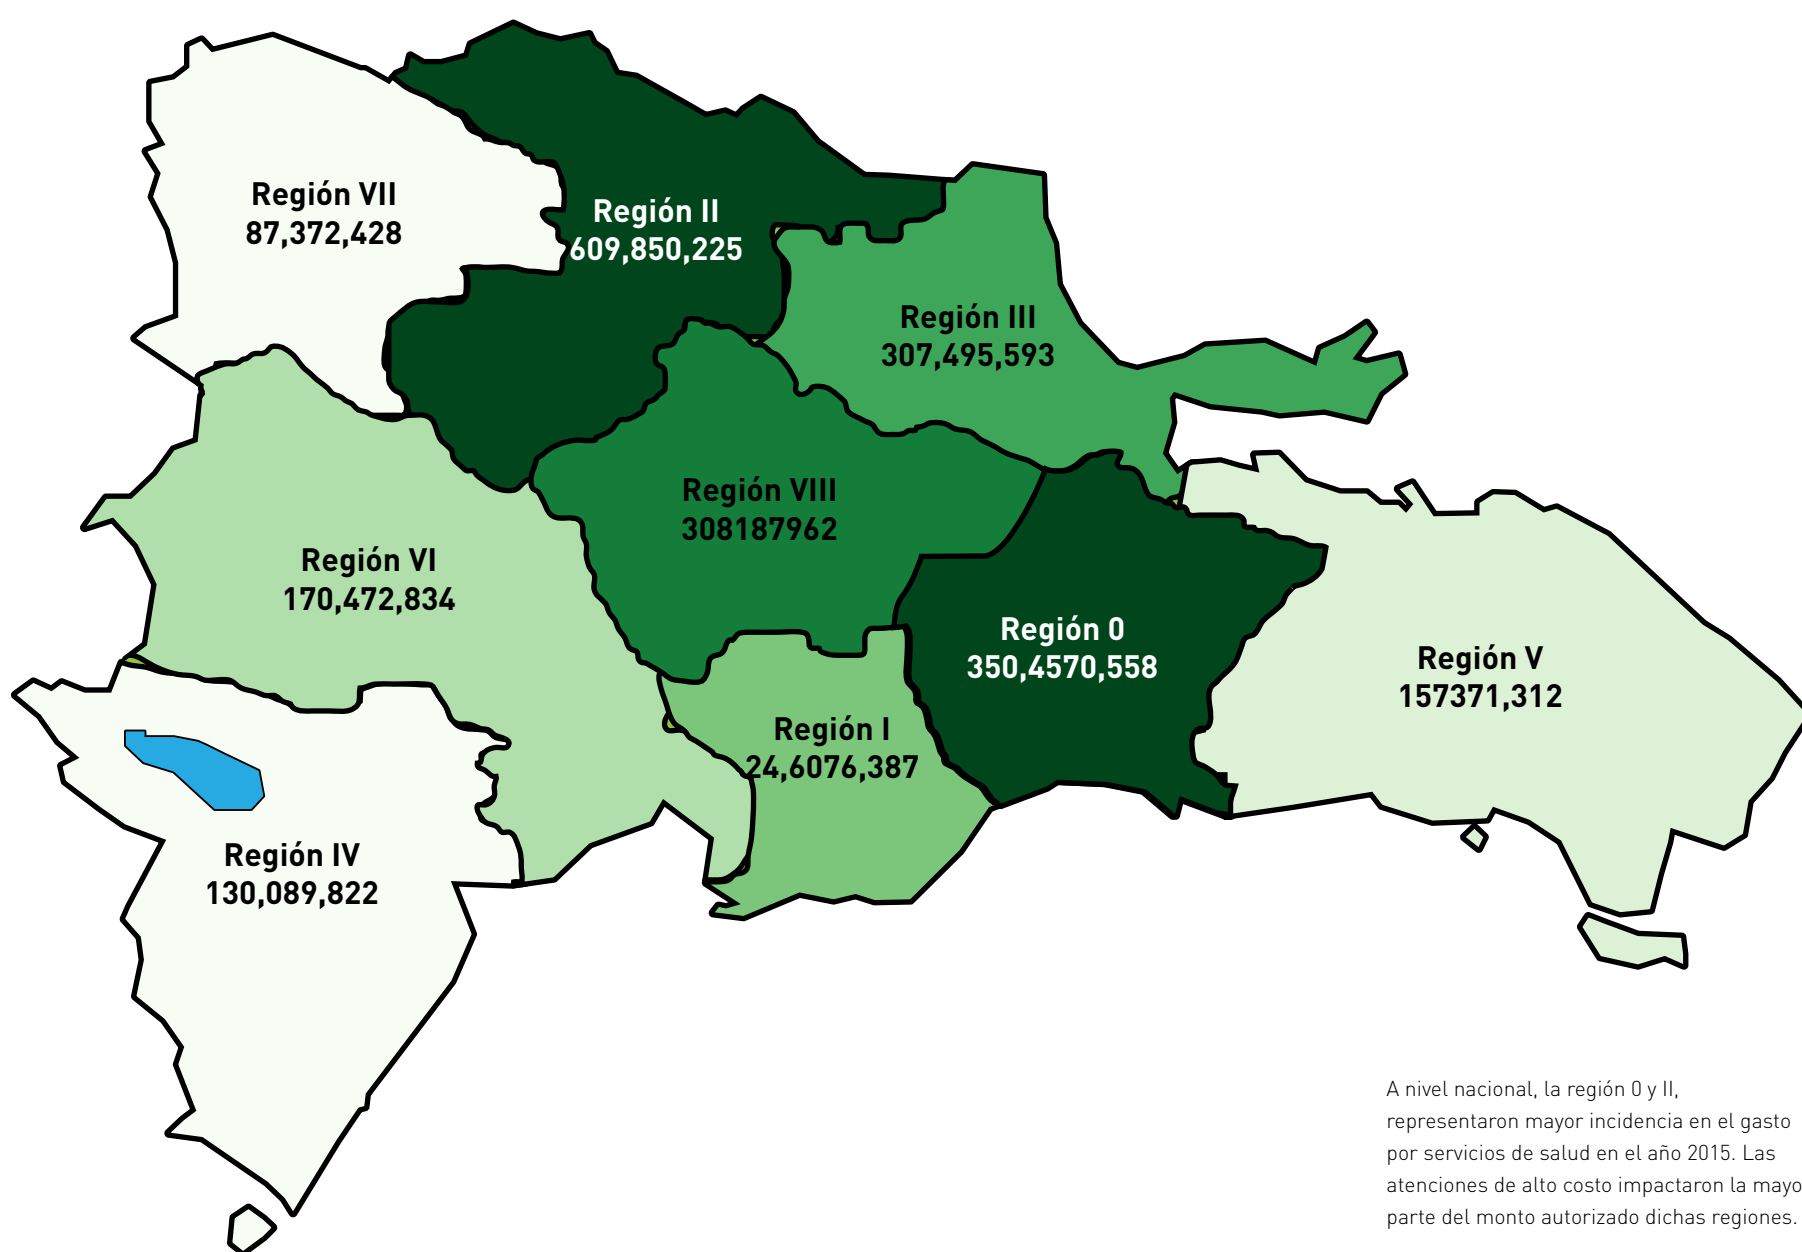 Región VII
87,372,428
Región II
609,850,225
Región III
307,495,593
Región VIII
308187962
Región VI
170,472,834
Región 0
350,4570,558
Región V
157371,312
Región I
24,6076,387
Región IV
130,089,822
A nivel nacional, la región 0 y II,
representaron mayor incidencia en el gasto
por servicios de salud en el año 2015. Las
atenciones de alto costo impactaron la mayo
parte del monto autorizado dichas regiones.